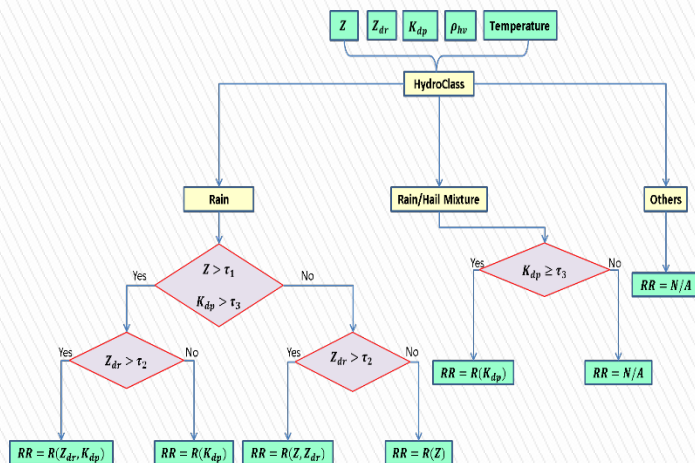 Z Z_dr K_dp ρ_hv Temperature
HydroClass
Rain Rain/Hail Mixture Others
Z > τ₁
K_dp > τ₃
Yes No
K_dp ≥ τ₃
Yes No
RR = N/A
Z_dr > τ₂
Yes No
Z_dr > τ₂
Yes No
RR = R(K_dp) RR = N/A
RR = R(Z_dr, K_dp) RR = R(K_dp) RR = R(Z, Z_dr) RR = R(Z)